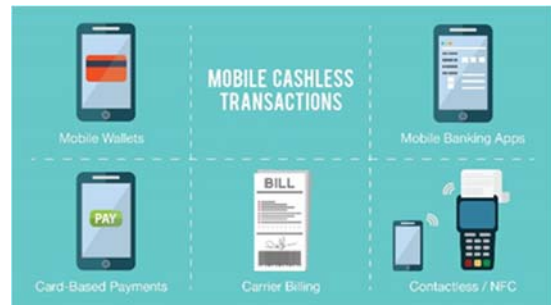 MOBILE CASHLESS
TRANSACTIONS
Mobile Wallets
Mobile Banking Apps
PAY
BILL
Card-Based Payments
Carrier Billing
Contactless / NFC